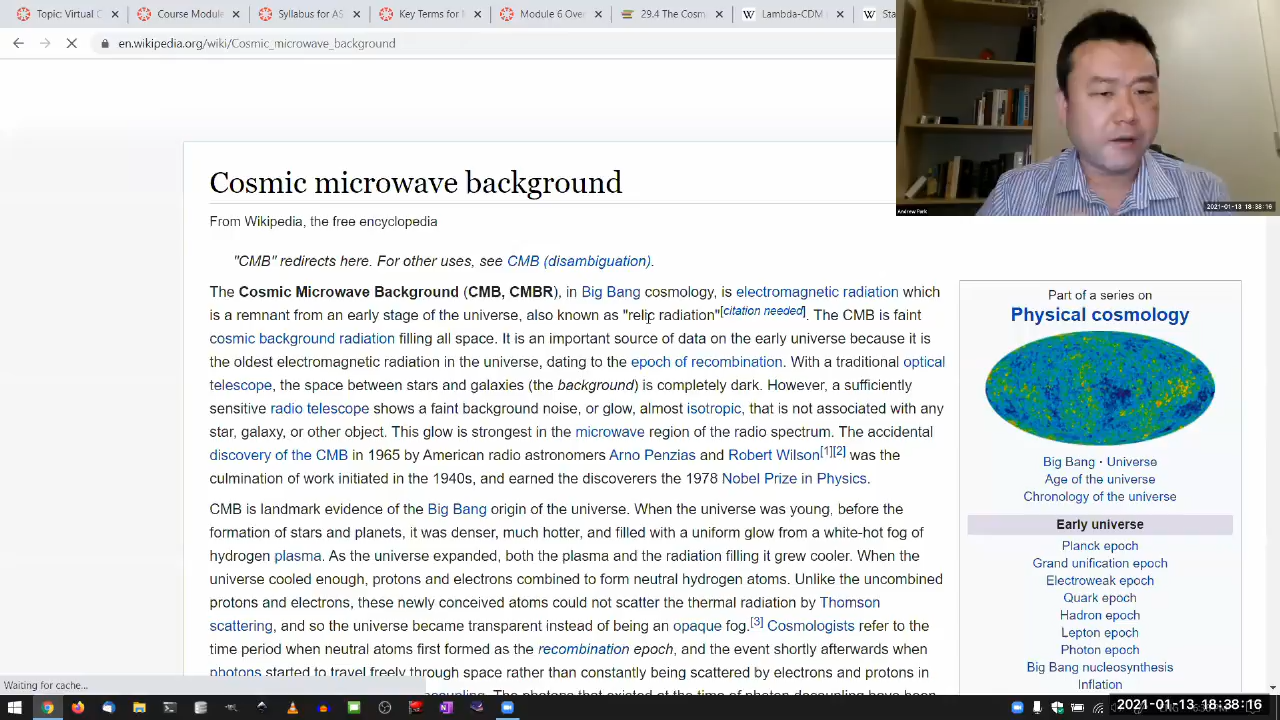 Topic: Virtual C
Course Module
Syllabus for
Key Terms for I
Module 6 Over
29.4 The Cosm
Lambda-CDM
Sta
en.wikipedia.org/wiki/Cosmic_microwave_background
Andrew Park
2021-01-13 18:38:16
Cosmic microwave background
From Wikipedia, the free encyclopedia
"CMB" redirects here. For other uses, see CMB (disambiguation).
The Cosmic Microwave Background (CMB, CMBR), in Big Bang cosmology, is electromagnetic radiation which
is a remnant from an early stage of the universe, also known as "relic radiation"[citation needed]. The CMB is faint
cosmic background radiation filling all space. It is an important source of data on the early universe because it is
the oldest electromagnetic radiation in the universe, dating to the epoch of recombination. With a traditional optical
telescope, the space between stars and galaxies (the background) is completely dark. However, a sufficiently
sensitive radio telescope shows a faint background noise, or glow, almost isotropic, that is not associated with any
star, galaxy, or other object. This glow is strongest in the microwave region of the radio spectrum. The accidental
discovery of the CMB in 1965 by American radio astronomers Arno Penzias and Robert Wilson[1][2] was the
culmination of work initiated in the 1940s, and earned the discoverers the 1978 Nobel Prize in Physics.
CMB is landmark evidence of the Big Bang origin of the universe. When the universe was young, before the
formation of stars and planets, it was denser, much hotter, and filled with a uniform glow from a white-hot fog of
hydrogen plasma. As the universe expanded, both the plasma and the radiation filling it grew cooler. When the
universe cooled enough, protons and electrons combined to form neutral hydrogen atoms. Unlike the uncombined
protons and electrons, these newly conceived atoms could not scatter the thermal radiation by Thomson
scattering, and so the universe became transparent instead of being an opaque fog.[3] Cosmologists refer to the
time period when neutral atoms first formed as the recombination epoch, and the event shortly afterwards when
photons started to travel freely through space rather than constantly being scattered by electrons and protons in
Part of a series on
Physical cosmology
Big Bang · Universe
Age of the universe
Chronology of the universe
Early universe
Planck epoch
Grand unification epoch
Electroweak epoch
Quark epoch
Hadron epoch
Lepton epoch
Photon epoch
Big Bang nucleosynthesis
Inflation
Waiting for cache...
2021-01-13 18:38:16